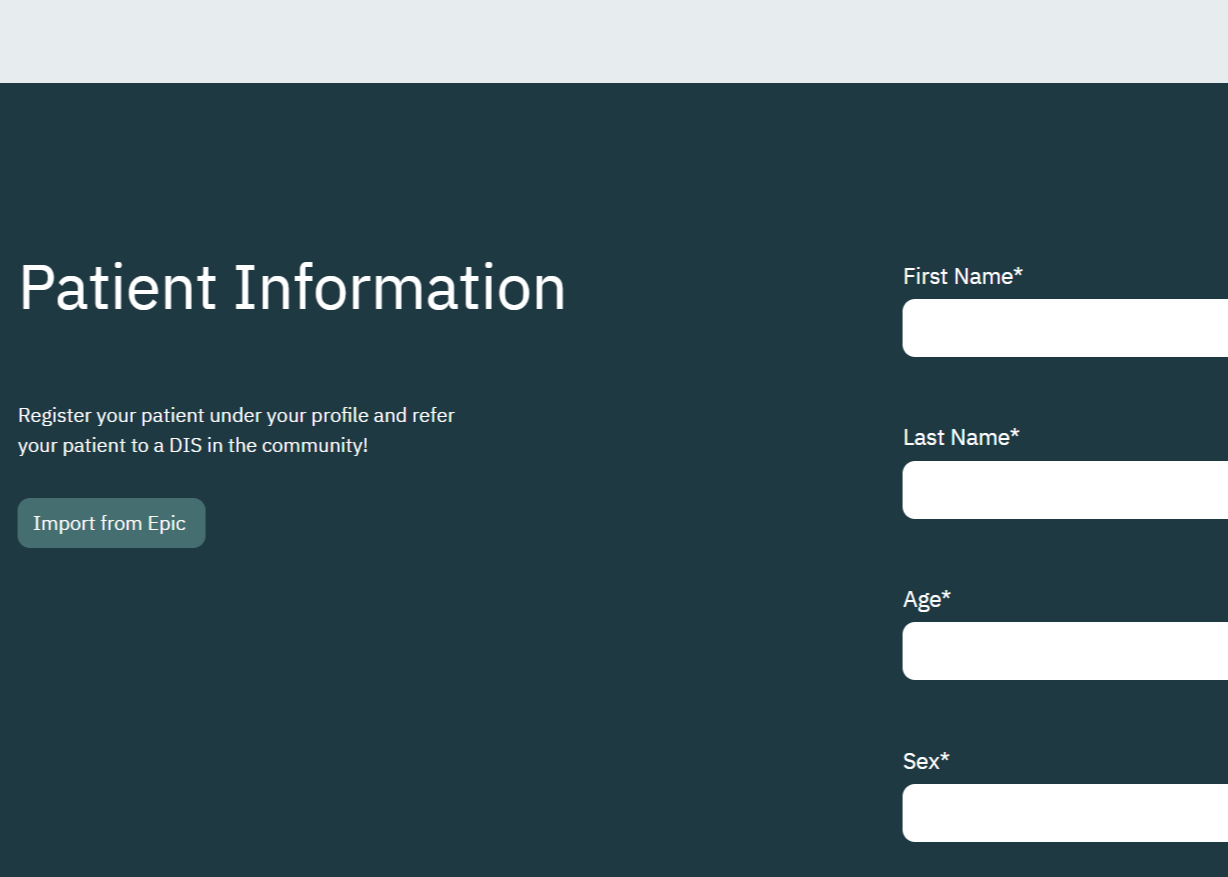 Patient Information
Register your patient under your profile and refer
your patient to a DIS in the community!
Import from Epic
First Name*
Last Name*
Age*
Sex*